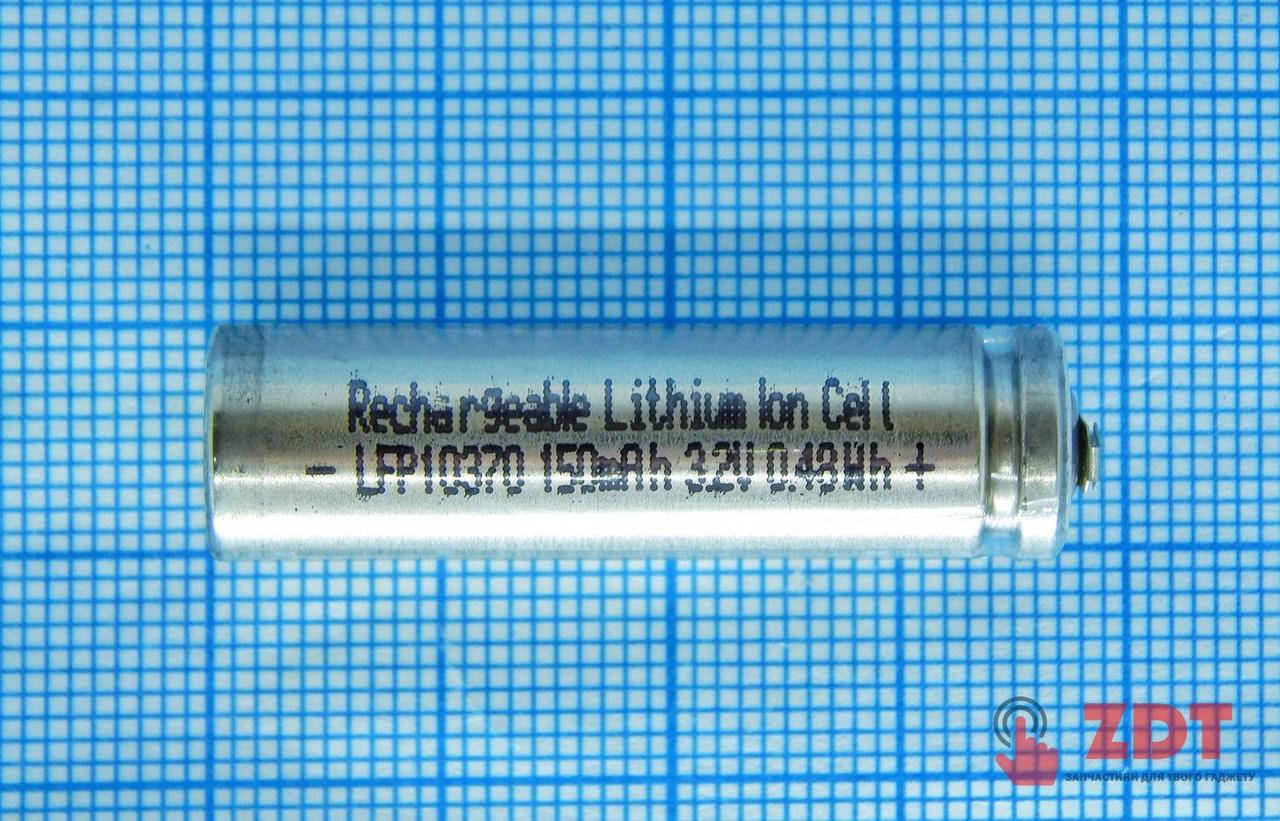 Rechargeable Lithium Ion Cell
- LFP10370 150mAh 3.2V 0.48Wh +
ZDT
ЗАПЧАСТИНИ ДЛЯ ТВОГО ГАДЖЕТУ